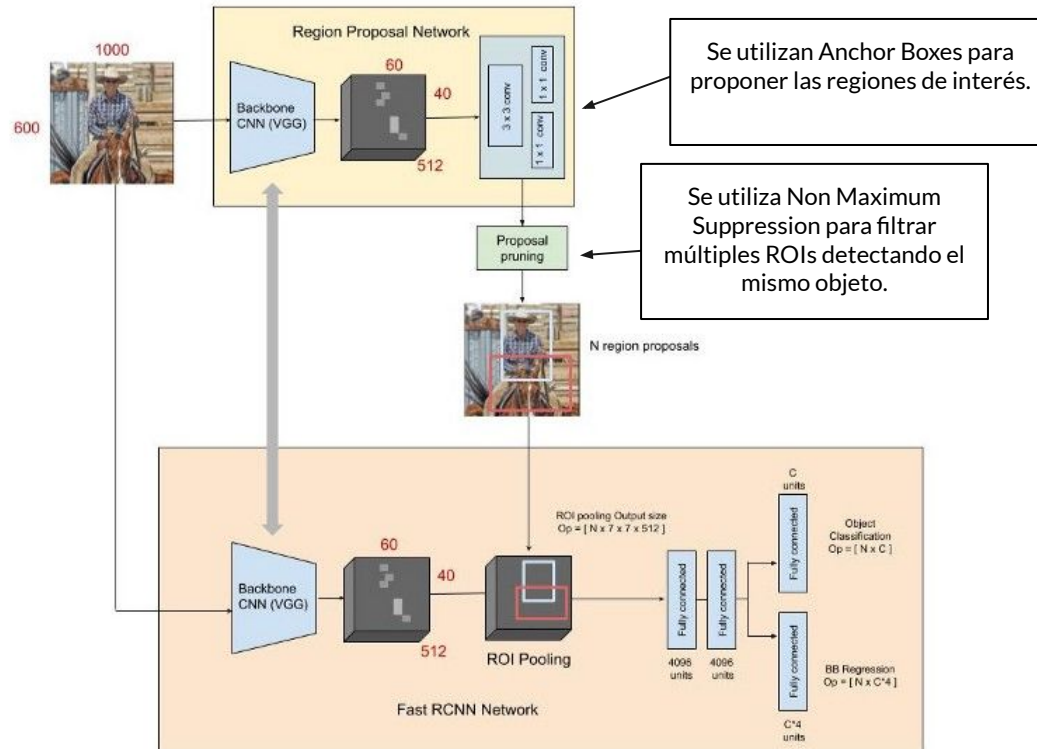 1000
600
Region Proposal Network
Backbone
CNN (VGG)
60
40
512
3 x 3 conv
1 x 1 conv
1 x 1 conv
Se utilizan Anchor Boxes para
proponer las regiones de interés.
Proposal
pruning
Se utiliza Non Maximum
Suppression para filtrar
múltiples ROIs detectando el
mismo objeto.
N region proposals
Backbone
CNN (VGG)
60
40
512
ROI pooling Output size
Op = [ N x 7 x 7 x 512 ]
ROI Pooling
Fully connected
4096
units
Fully connected
4096
units
C
units
Fully connected
Object
Classification
Op = [ N x C ]
Fully connected
C*4
units
BB Regression
Op = [ N x C*4 ]
Fast RCNN Network